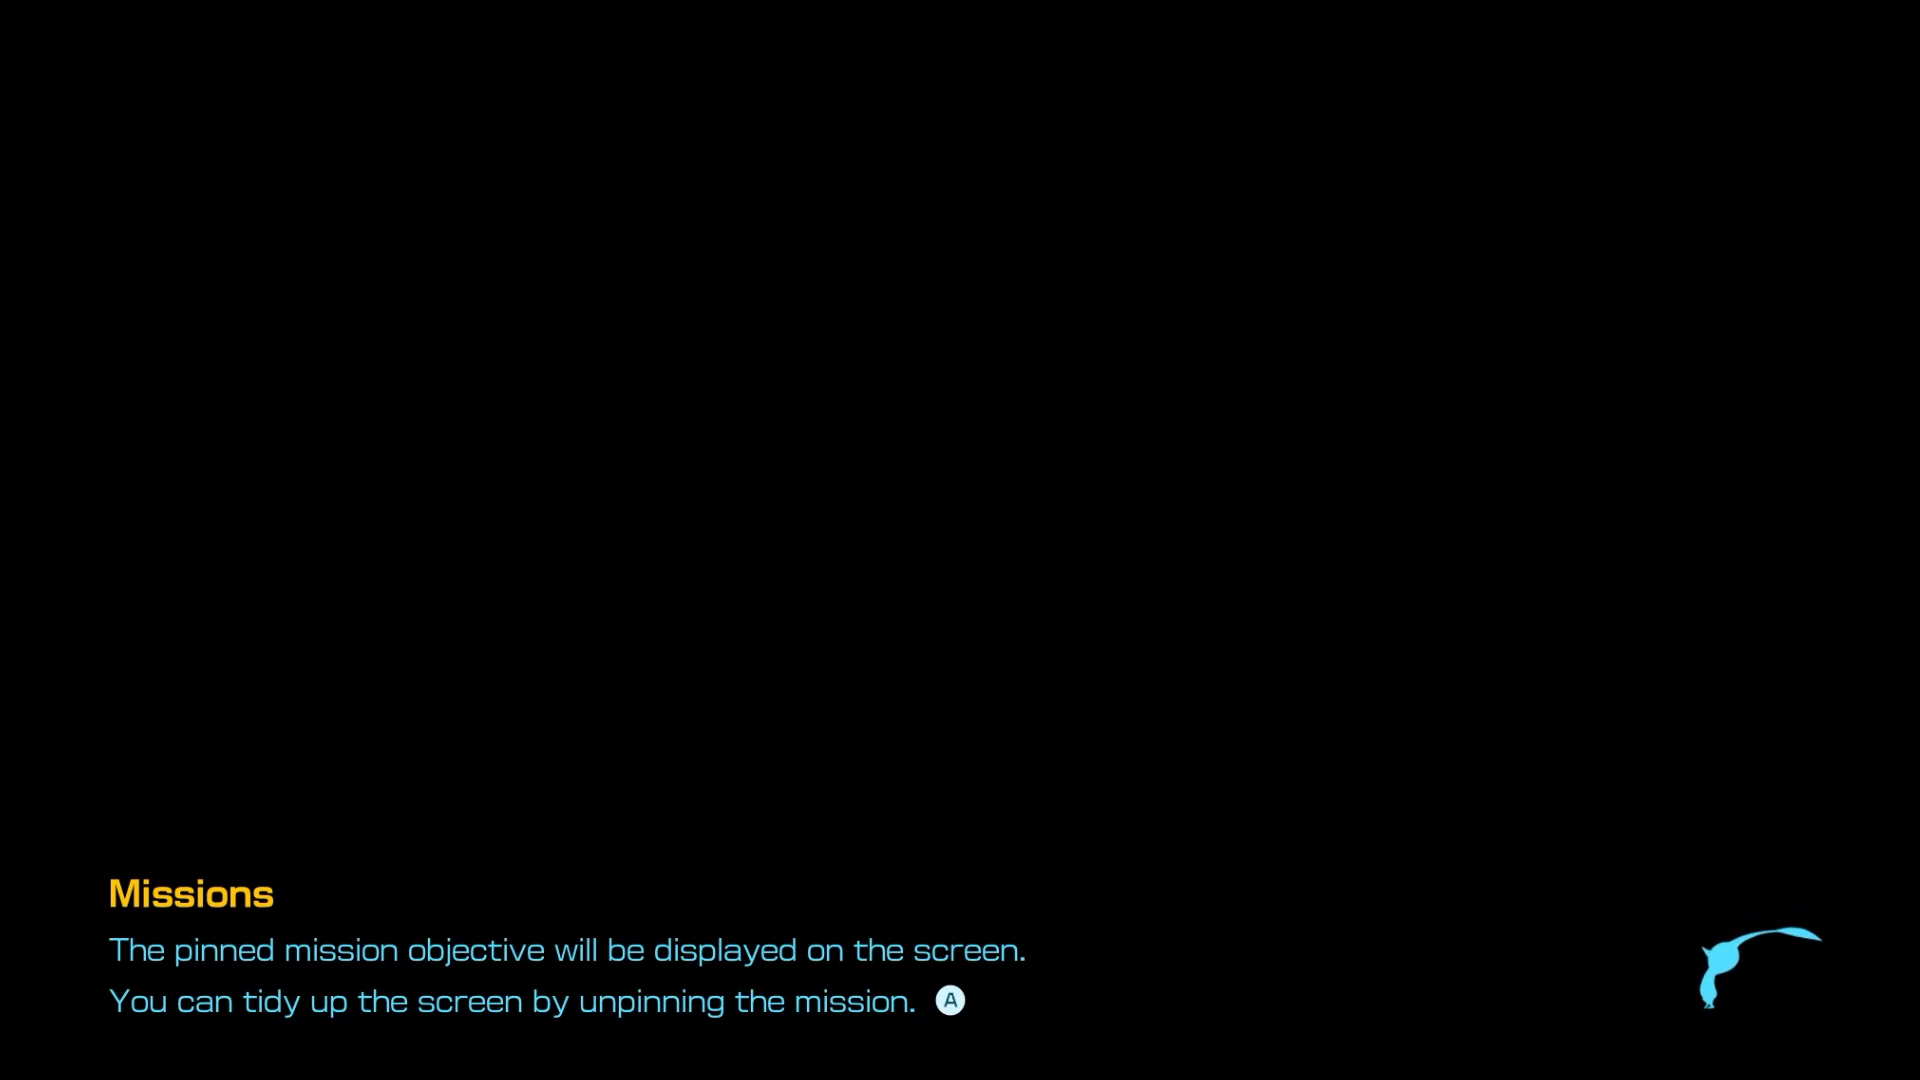 Missions
The pinned mission objective will be displayed on the screen.
You can tidy up the screen by unpinning the mission. A